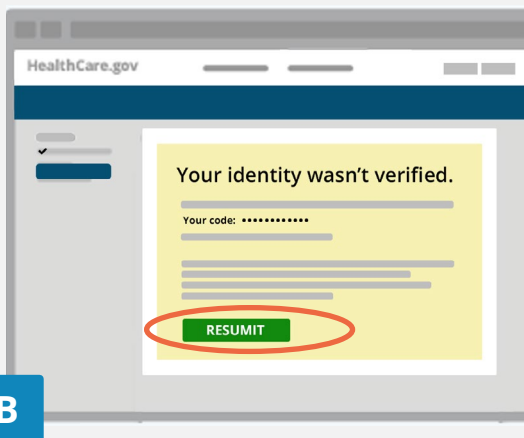 HealthCare.gov
Your identity wasn't verified.
Your code: ••••••••••••
RESUMIT
B